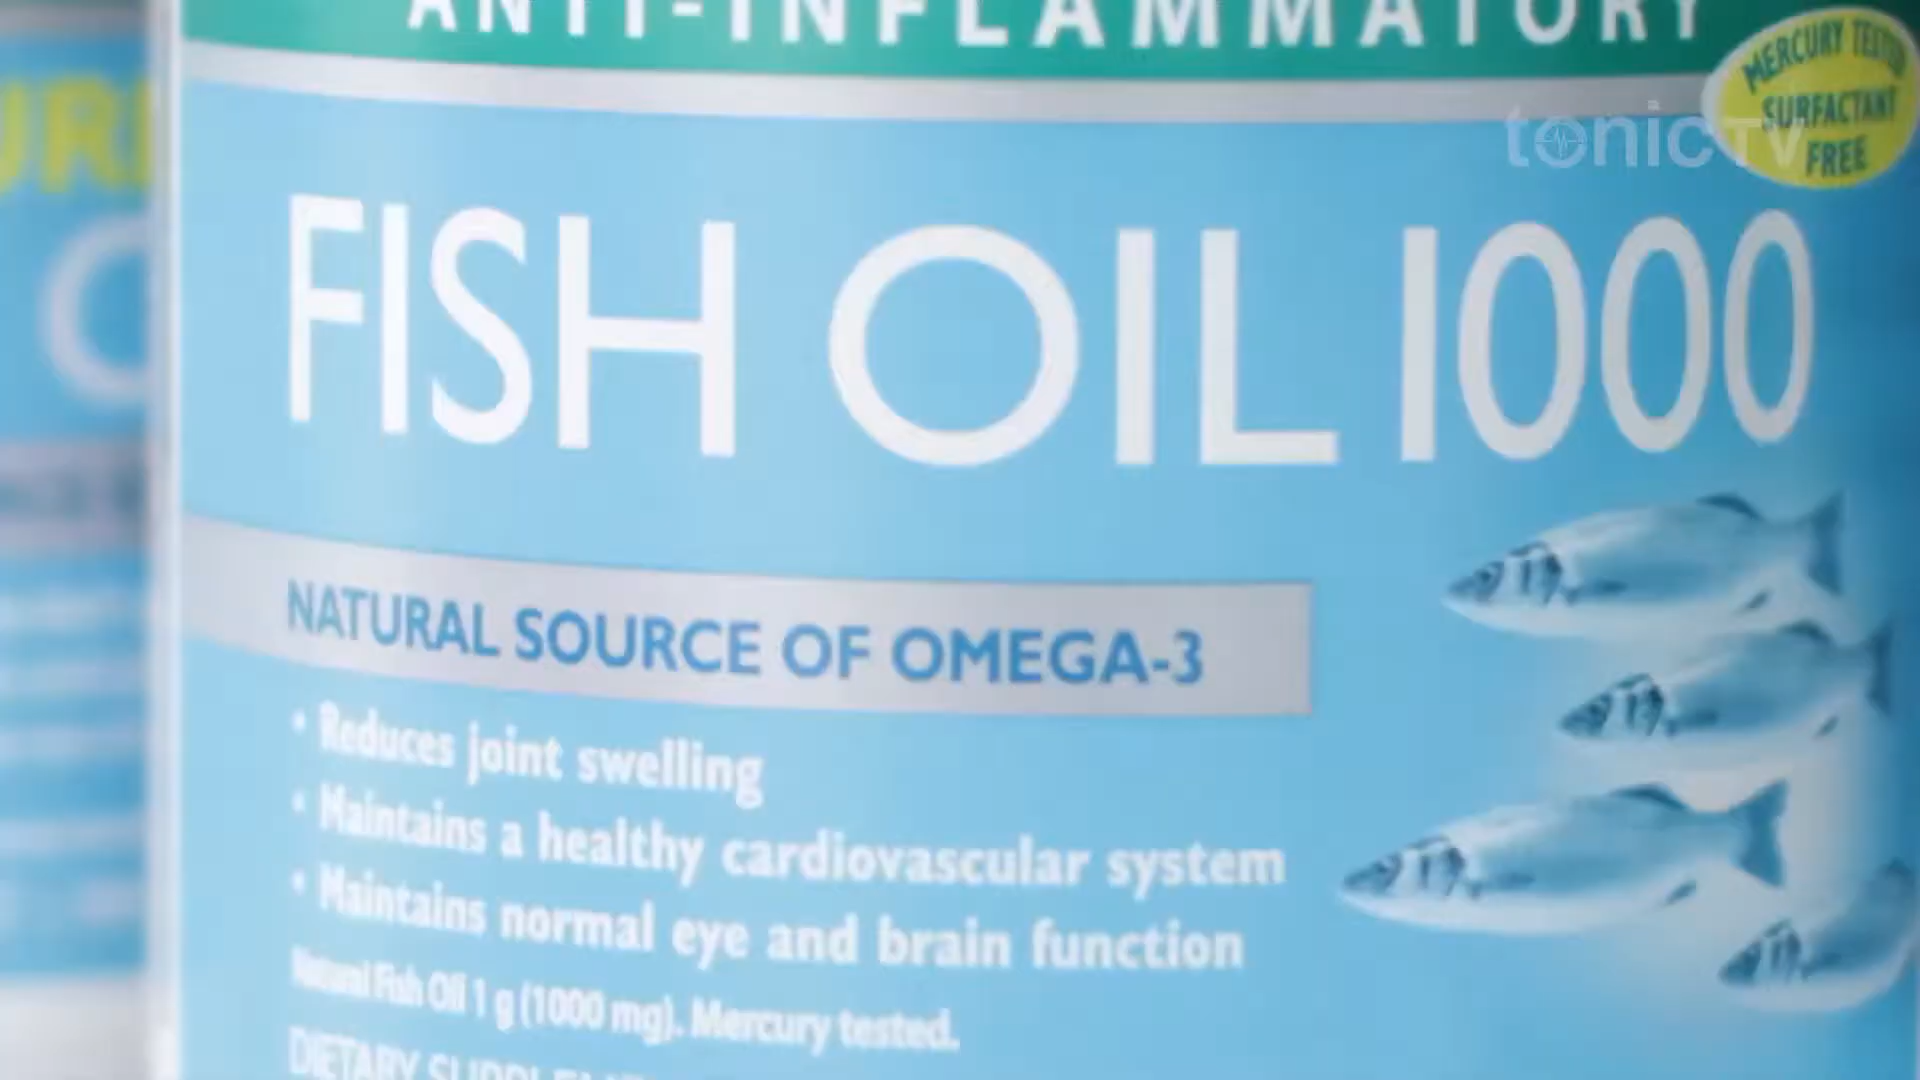 ANTI-INFLAMMATORY
MERCURY TESTED
SURFACTANT
FREE
tonicTV
FISH OIL 1000
NATURAL SOURCE OF OMEGA-3
• Reduces joint swelling
• Maintains a healthy cardiovascular system
• Maintains normal eye and brain function
Natural Fish Oil 1 g (1000 mg). Mercury tested.
DIETARY